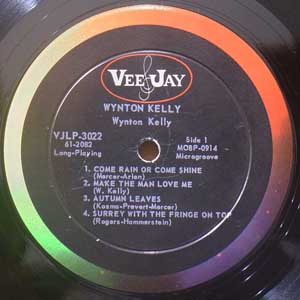 VEE JAY
WYNTON KELLY
Wynton Kelly
VJLP-3022
61-2082
Long-Playing
Side 1
MOBP-0914
Microgroove
1. COME RAIN OR COME SHINE
(Mercer-Arlen)
2. MAKE THE MAN LOVE ME
(W. Kelly)
3. AUTUMN LEAVES
(Kosma-Prevert-Mercer)
4. SURREY WITH THE FRINGE ON TOP
(Rogers-Hammerstein)